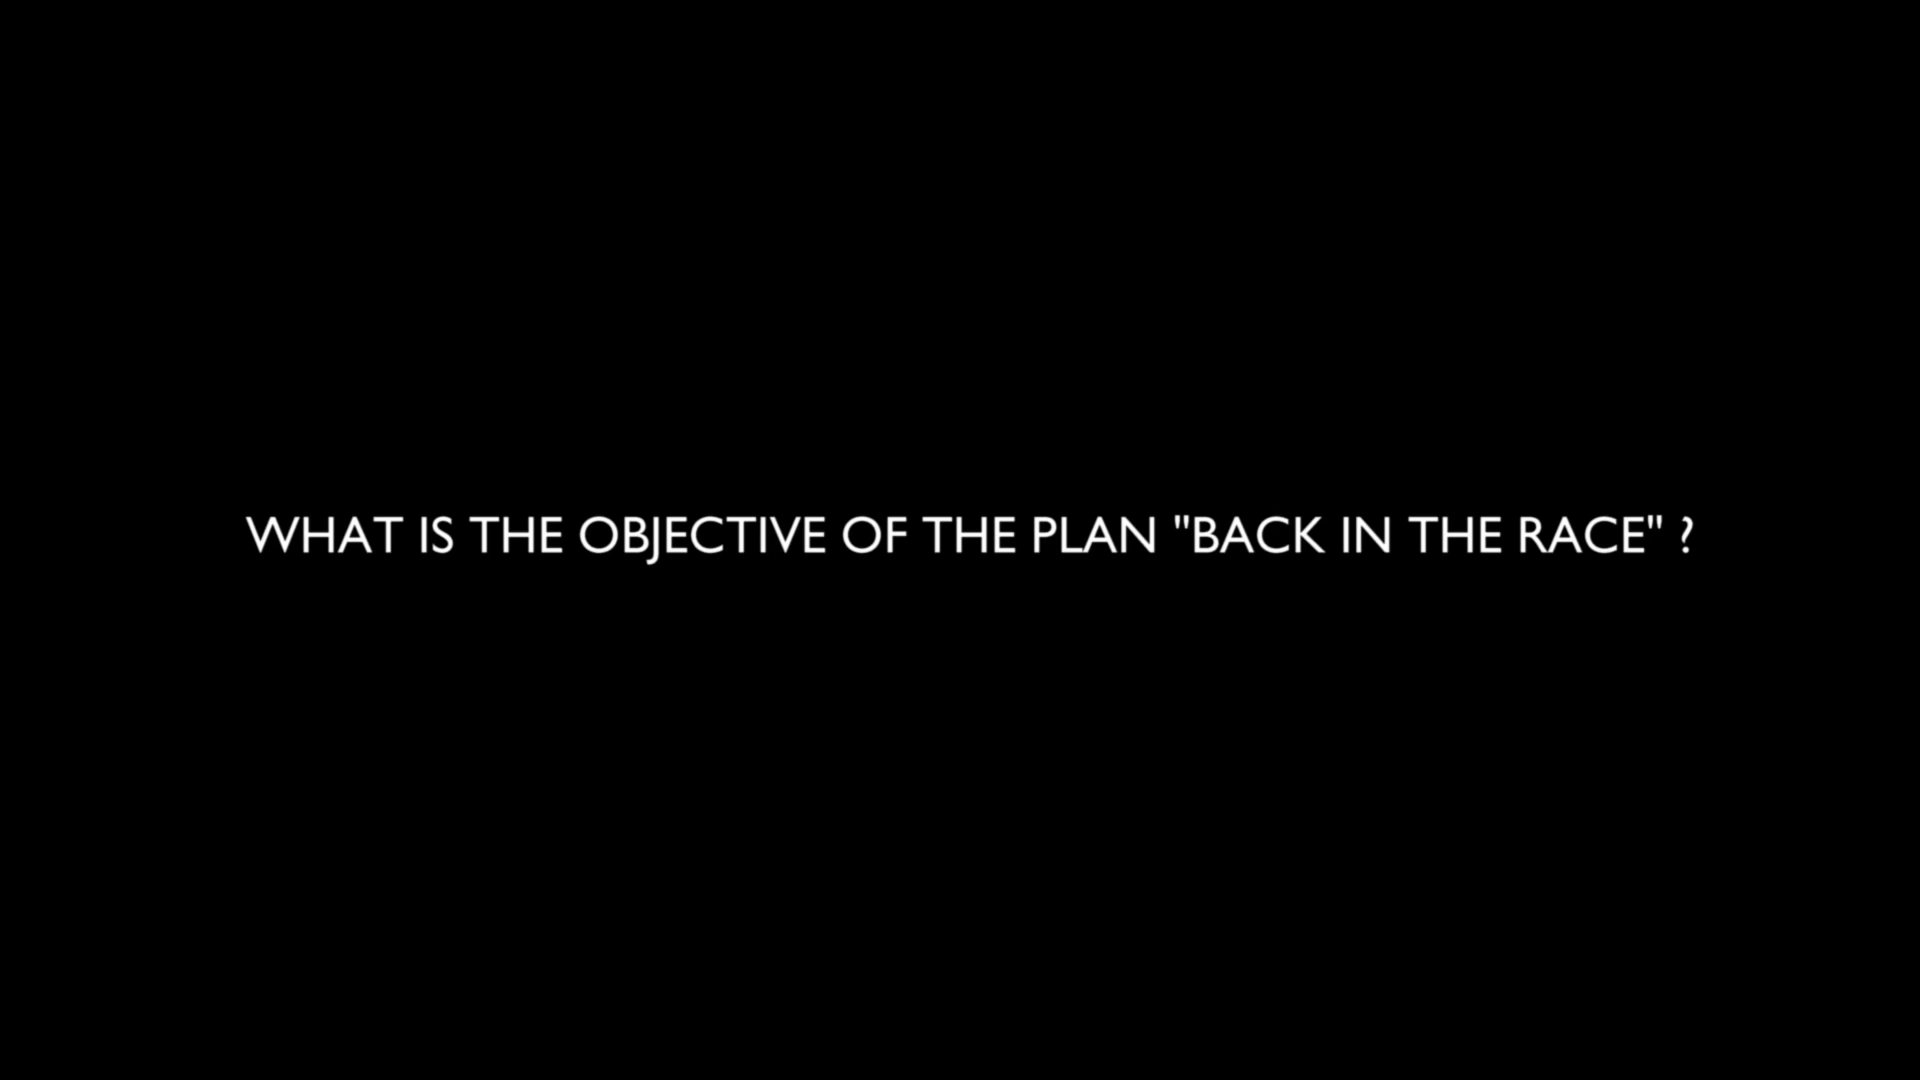 WHAT IS THE OBJECTIVE OF THE PLAN "BACK IN THE RACE" ?